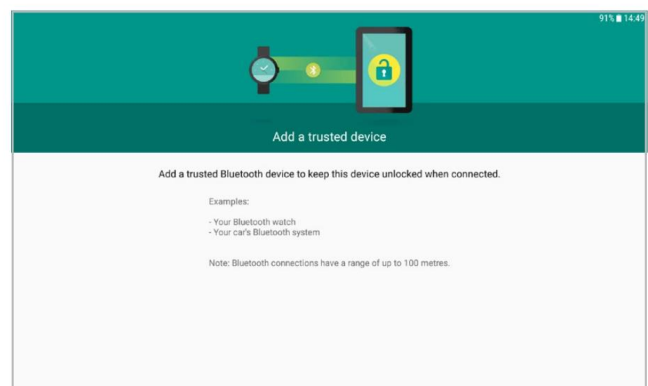 91% 14:49
Add a trusted device
Add a trusted Bluetooth device to keep this device unlocked when connected.
Examples:
- Your Bluetooth watch
- Your car's Bluetooth system
Note: Bluetooth connections have a range of up to 100 metres.